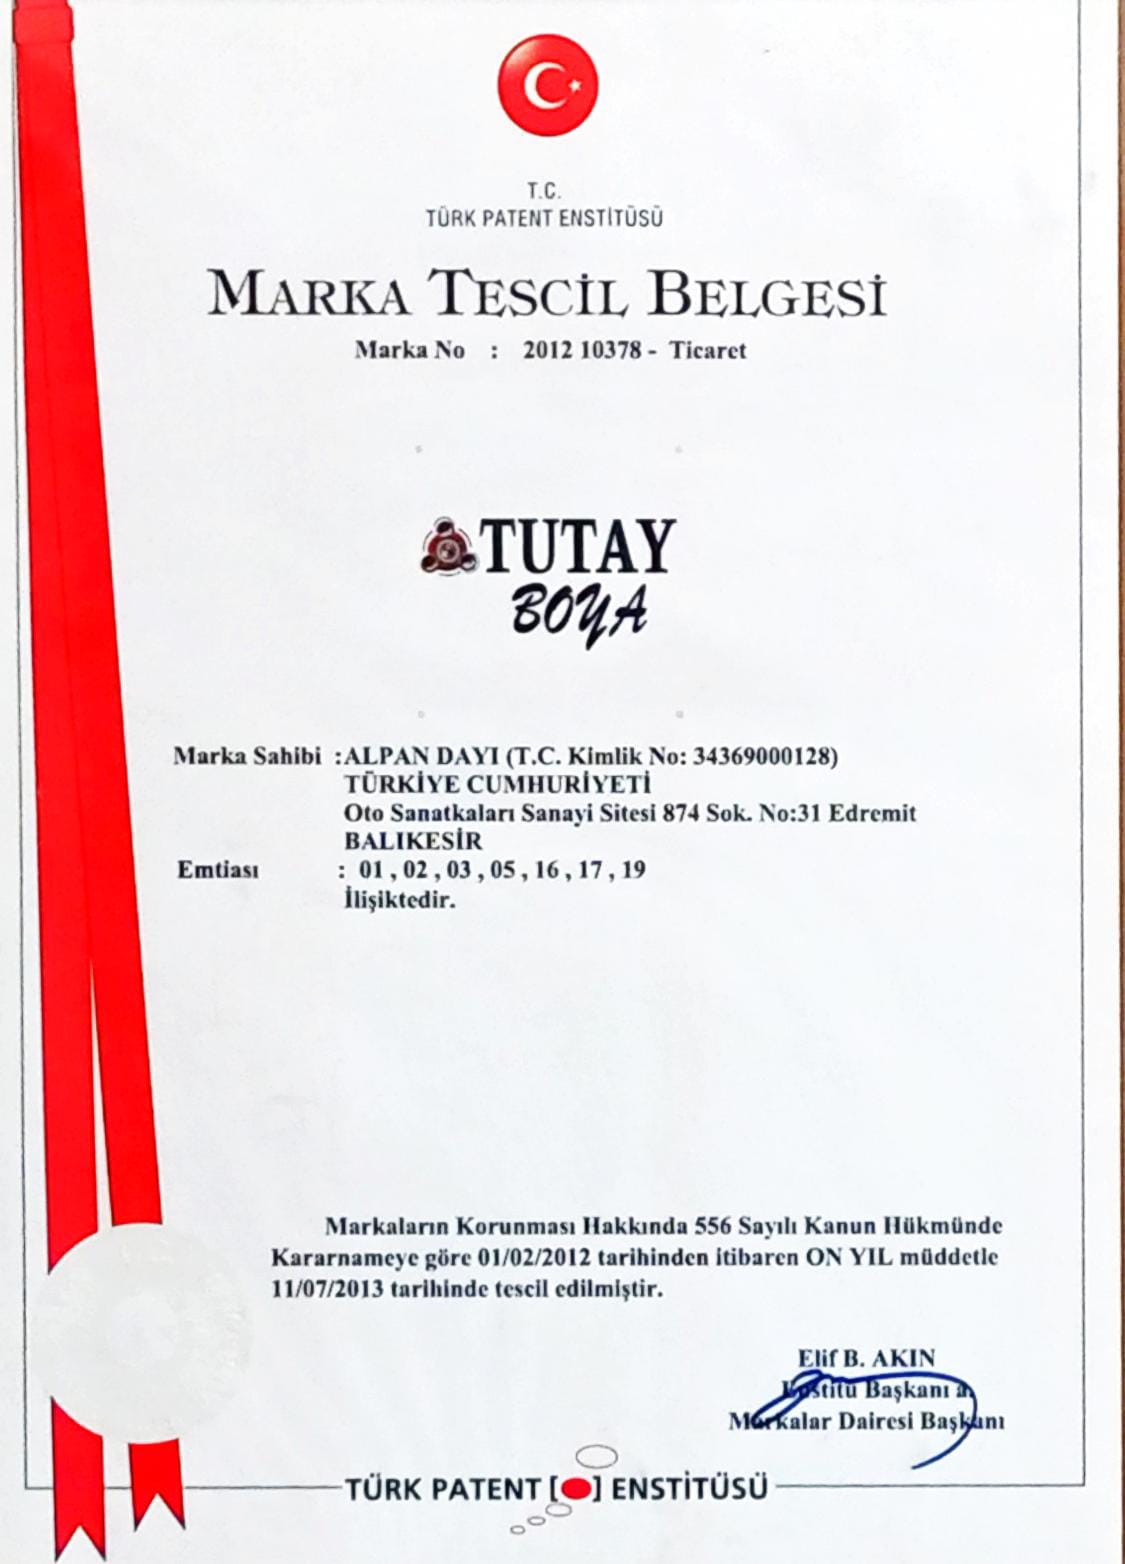 T.C.
TÜRK PATENT ENSTİTÜSÜ
MARKA TESCİL BELGESİ
Marka No : 2012 10378 - Ticaret
TUTAY
BOYA
Marka Sahibi :ALPAN DAYI (T.C. Kimlik No: 34369000128)
TÜRKİYE CUMHURİYETİ
Oto Sanatkaları Sanayi Sitesi 874 Sok. No:31 Edremit
BALIKESİR
Emtiası : 01 , 02 , 03 , 05 , 16 , 17 , 19
İlişiktedir.
Markaların Korunması Hakkında 556 Sayılı Kanun Hükmünde
Kararnameye göre 01/02/2012 tarihinden itibaren ON YIL müddetle
11/07/2013 tarihinde tescil edilmiştir.
Elif B. AKIN
Enstitü Başkanı a.
Markalar Dairesi Başkanı
TÜRK PATENT [ ] ENSTİTÜSÜ